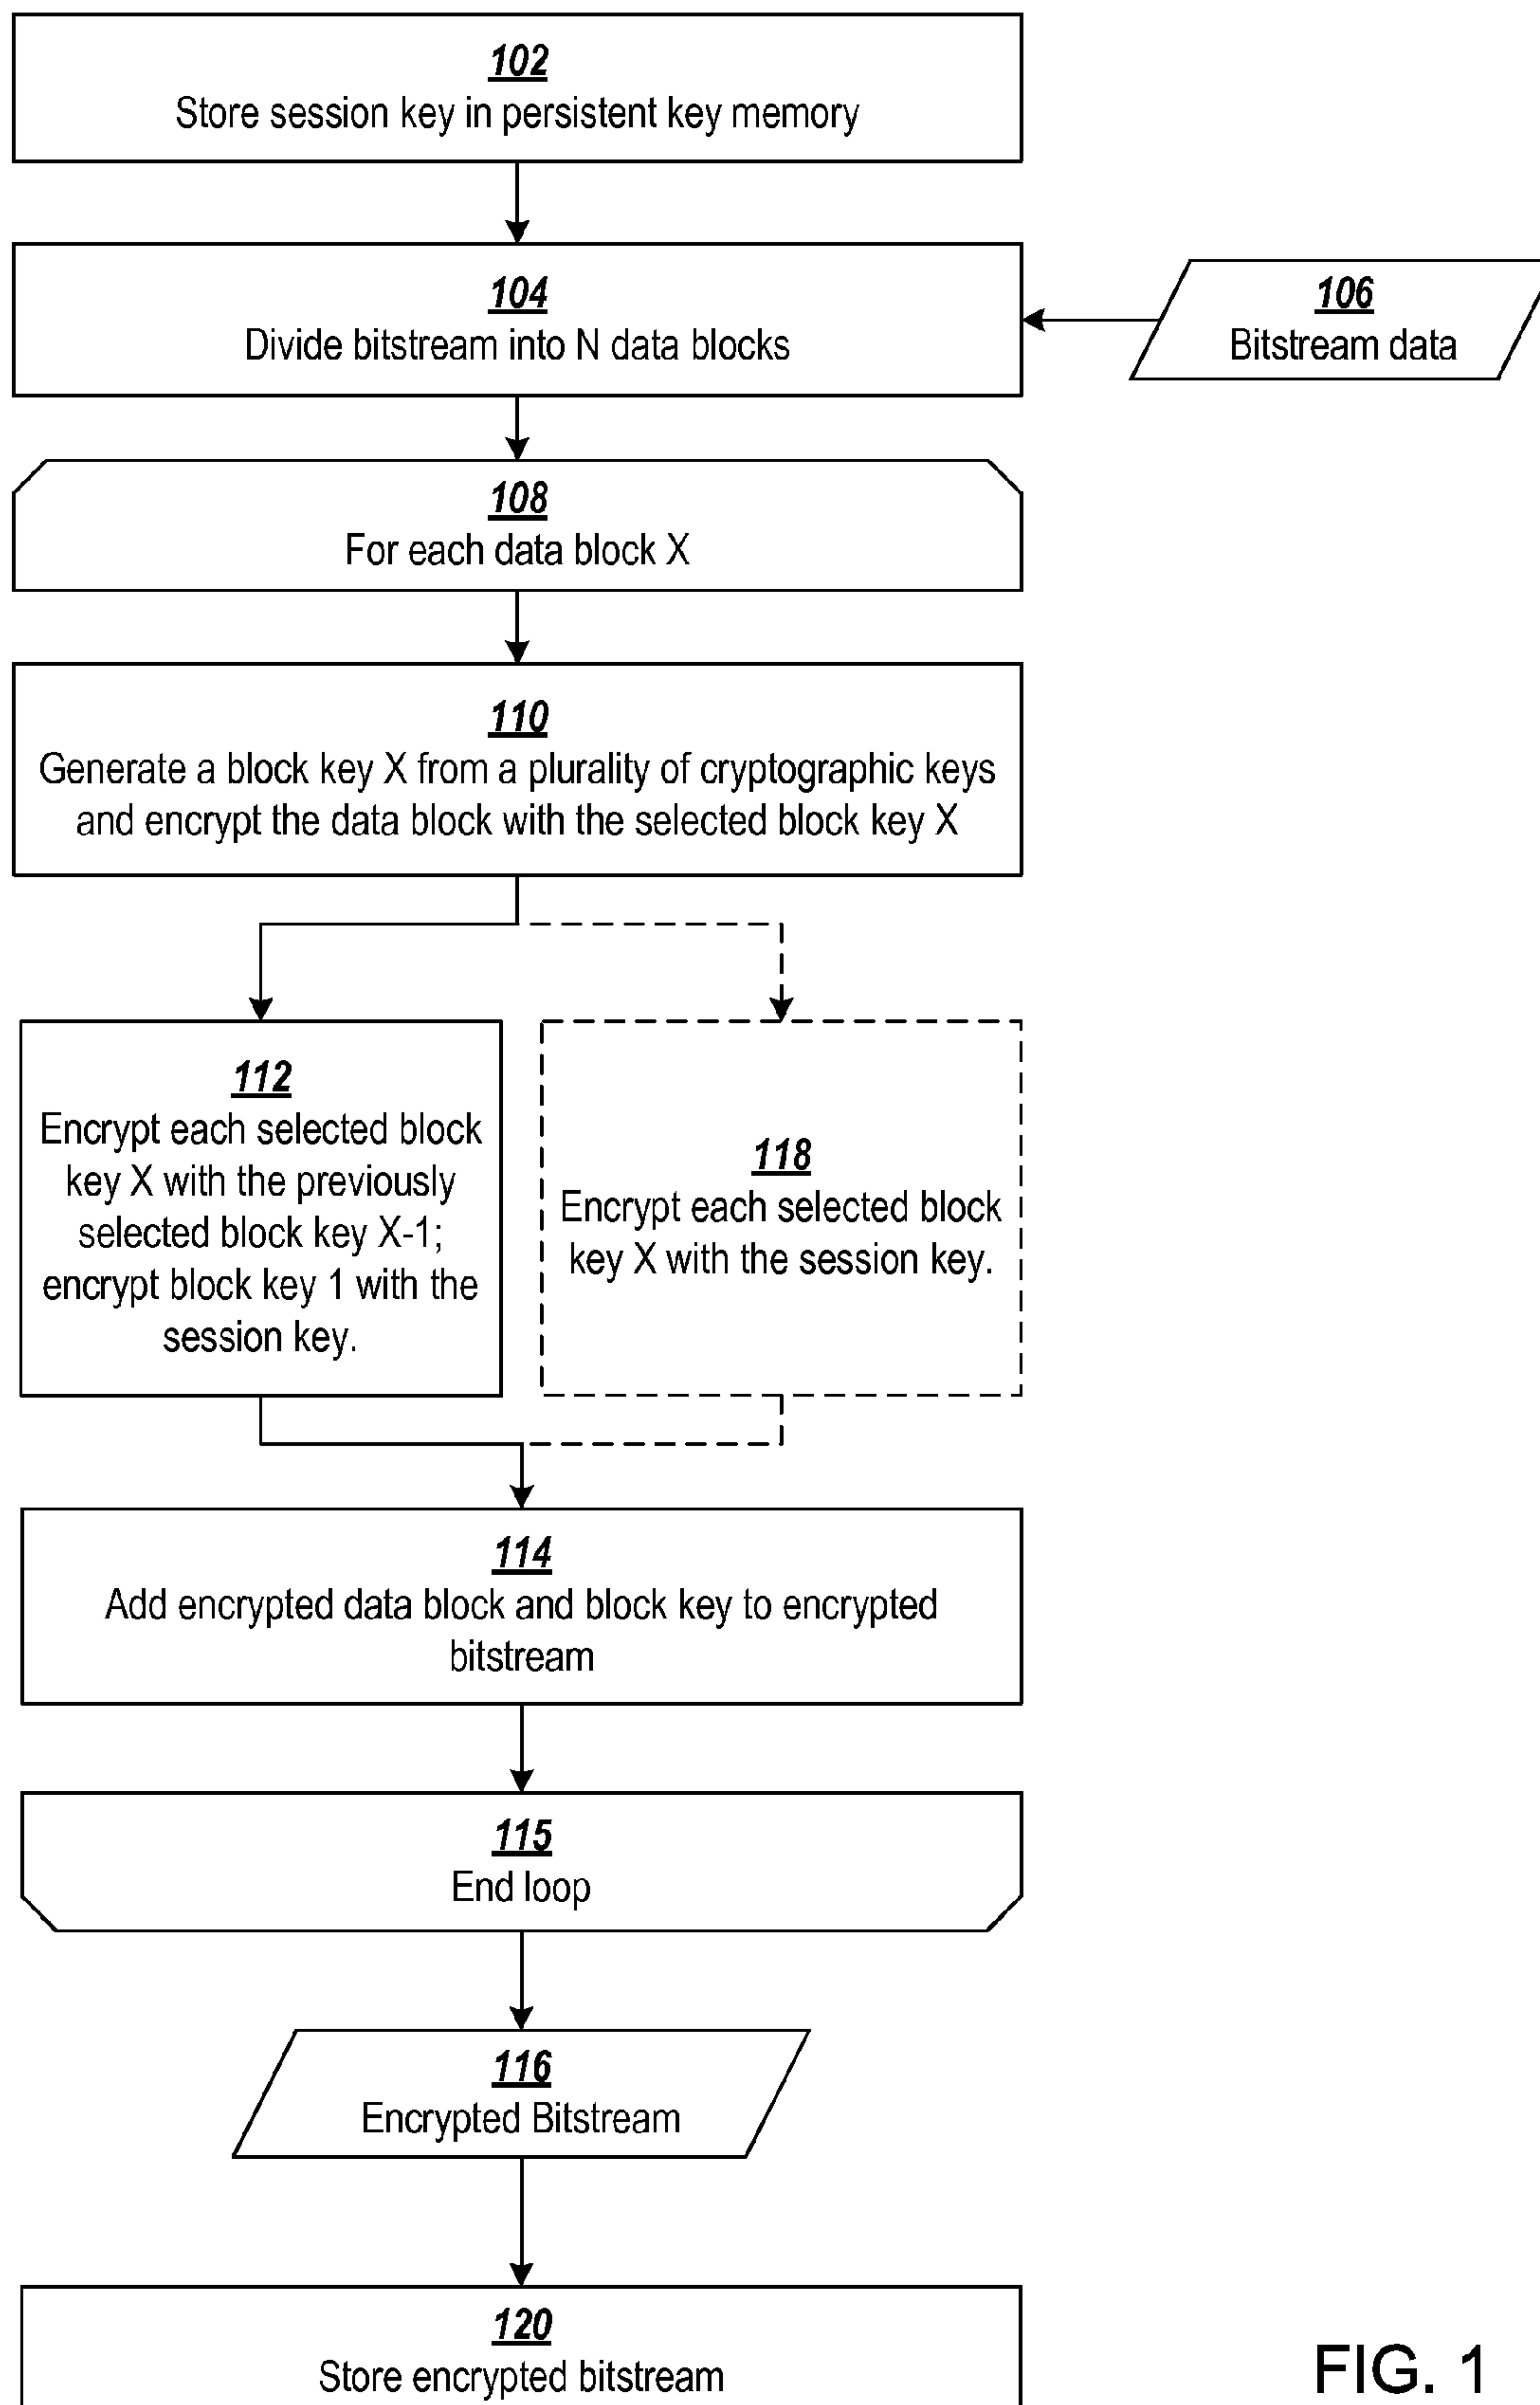 102
Store session key in persistent key memory
104
Divide bitstream into N data blocks
106
Bitstream data
108
For each data block X
110
Generate a block key X from a plurality of cryptographic keys
and encrypt the data block with the selected block key X
112
Encrypt each selected block
key X with the previously
selected block key X-1;
encrypt block key 1 with the
session key.
118
Encrypt each selected block
key X with the session key.
114
Add encrypted data block and block key to encrypted
bitstream
115
End loop
116
Encrypted Bitstream
120
Store encrypted bitstream
FIG. 1